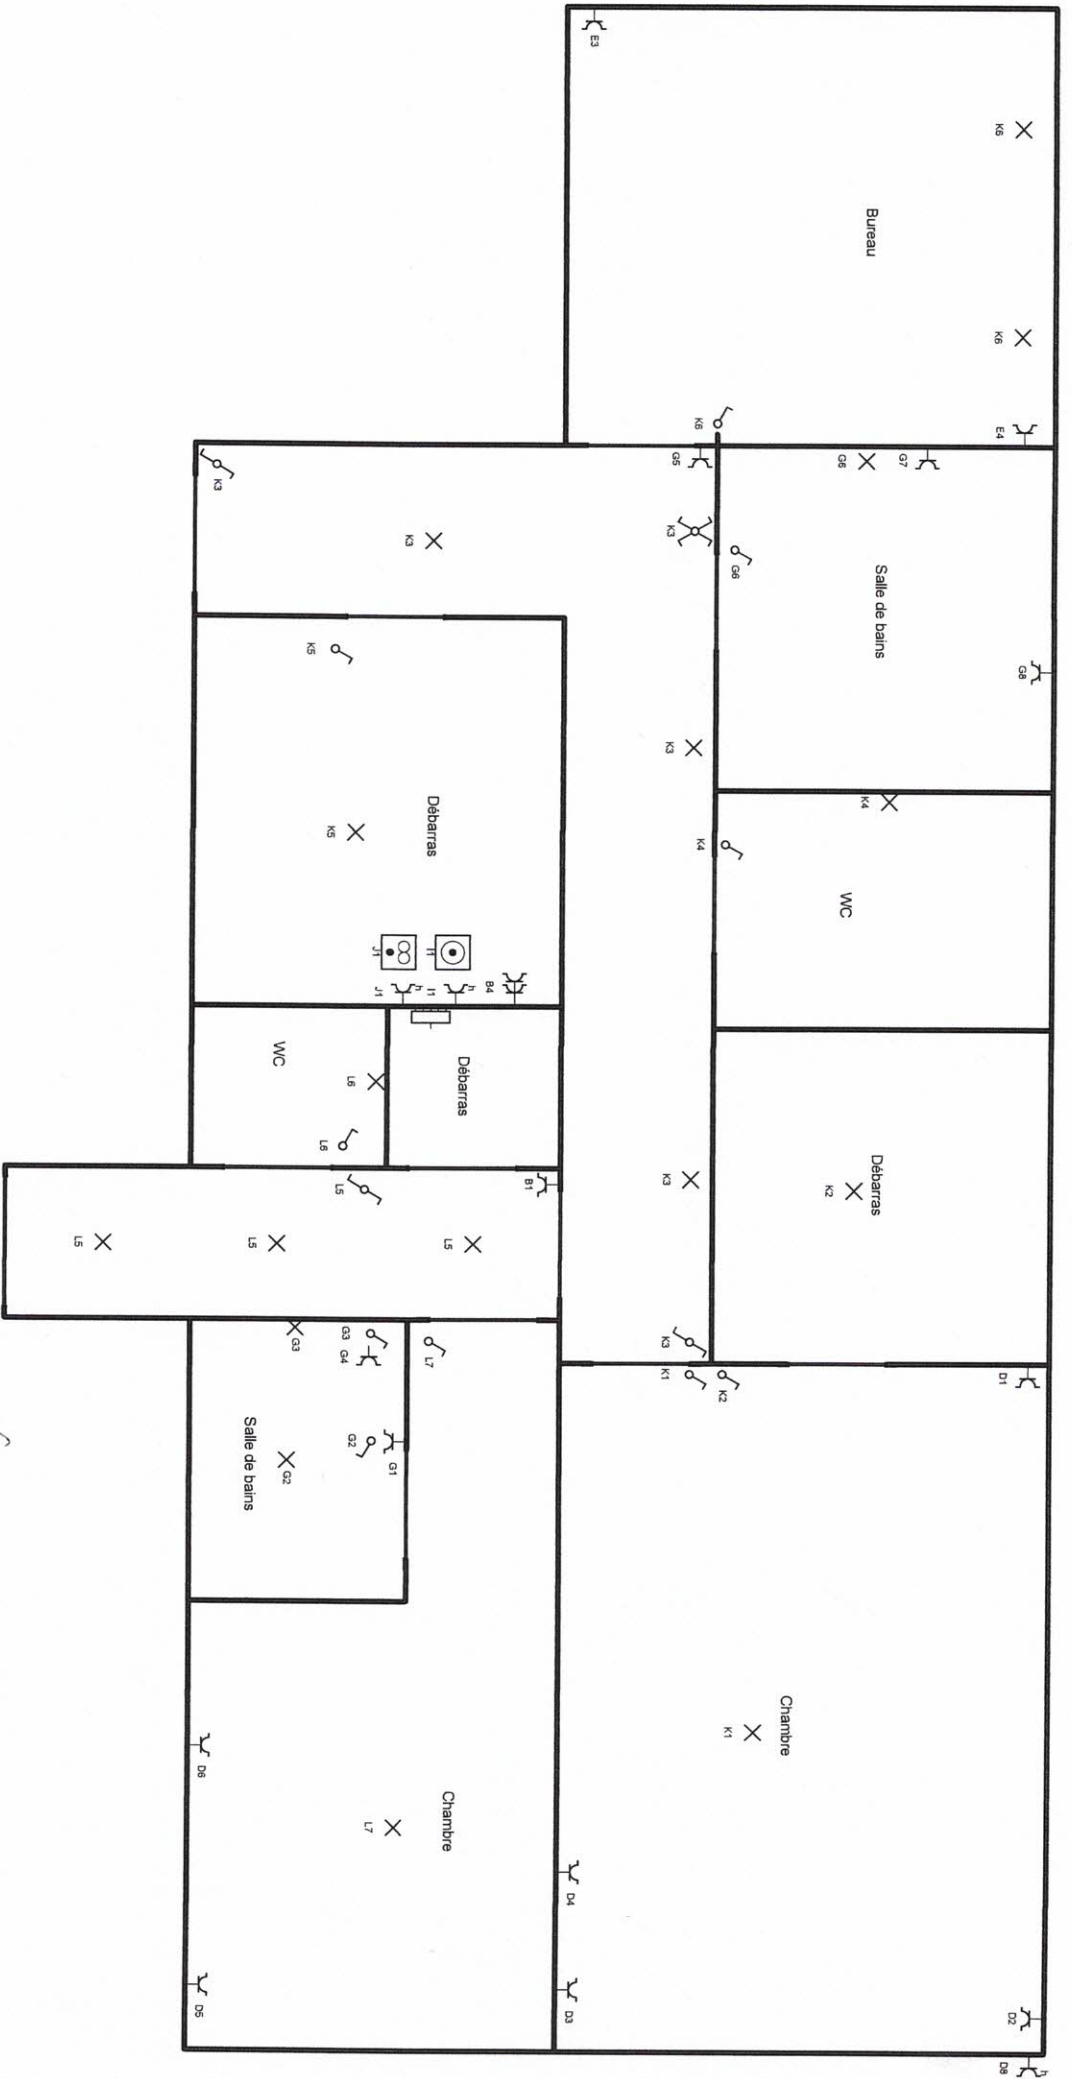 E3
K6
K6
Bureau
E4
K6
G5
G6
G7
K3
K3
K3
G6
Salle de bains
G8
K5
K3
K4
K4
WC
K5
Débarras
J1
I1
J1
h
I1
h
B4
WC
L6
L6
Débarras
B1
L5
L5
L5
L5
K3
K2
Débarras
K3
K1
K2
D1
G3
G3
G4
L7
G2
G1
G2
Salle de bains
K1
Chambre
D6
L7
Chambre
D4
D5
D3
D2
D8
h